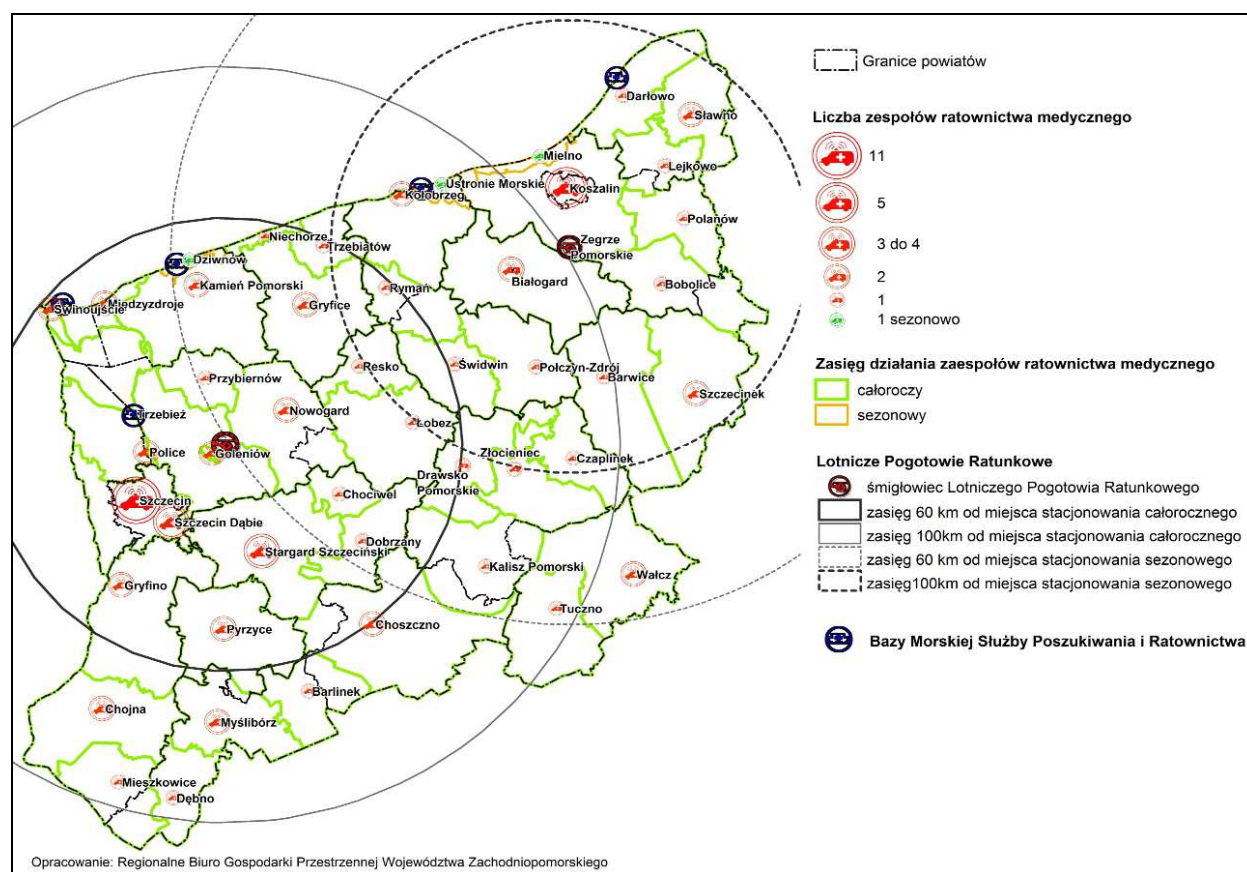 Darłowo
Sławno
Mielno
Lejkowo
Ustronie Morskie
Koszalin
Kołobrzeg
Polanów
Niechorze
Trzebiatów
Zegrze
Pomorskie
Dziwnów
Białogard
Bobolice
Kamień Pomorski
Rymań
Międzyzdroje
Gryfice
Świnoujście
Resko
Świdwin
Połczyn-Zdrój
Barwice
Przybiernów
Szczecinek
Nowogard
Trzebież
Łobez
Police
Goleniów
Złocieniec
Czaplinek
Drawsko
Pomorskie
Szczecin
Chociwel
Szczecin Dąbie
Stargard Szczeciński
Dobrzany
Kalisz Pomorski
Wałcz
Gryfino
Tuczno
Pyrzyce
Choszczno
Barlinek
Chojna
Myślibórz
Mieszkowice
Dębno
Opracowanie: Regionalne Biuro Gospodarki Przestrzennej Województwa Zachodniopomorskiego
Granice powiatów
Liczba zespołów ratownictwa medycznego
11
5
3 do 4
2
1
1 sezonowo
Zasięg działania zaespołów ratownictwa medycznego
całoroczy
sezonowy
Lotnicze Pogotowie Ratunkowe
śmigłowiec Lotniczego Pogotowia Ratunkowego
zasięg 60 km od miejsca stacjonowania całorocznego
zasięg 100km od miejsca stacjonowania całorocznego
zasięg 60 km od miejsca stacjonowania sezonowego
zasięg100km od miejsca stacjonowania sezonowego
Bazy Morskiej Służby Poszukiwania i Ratownictwa